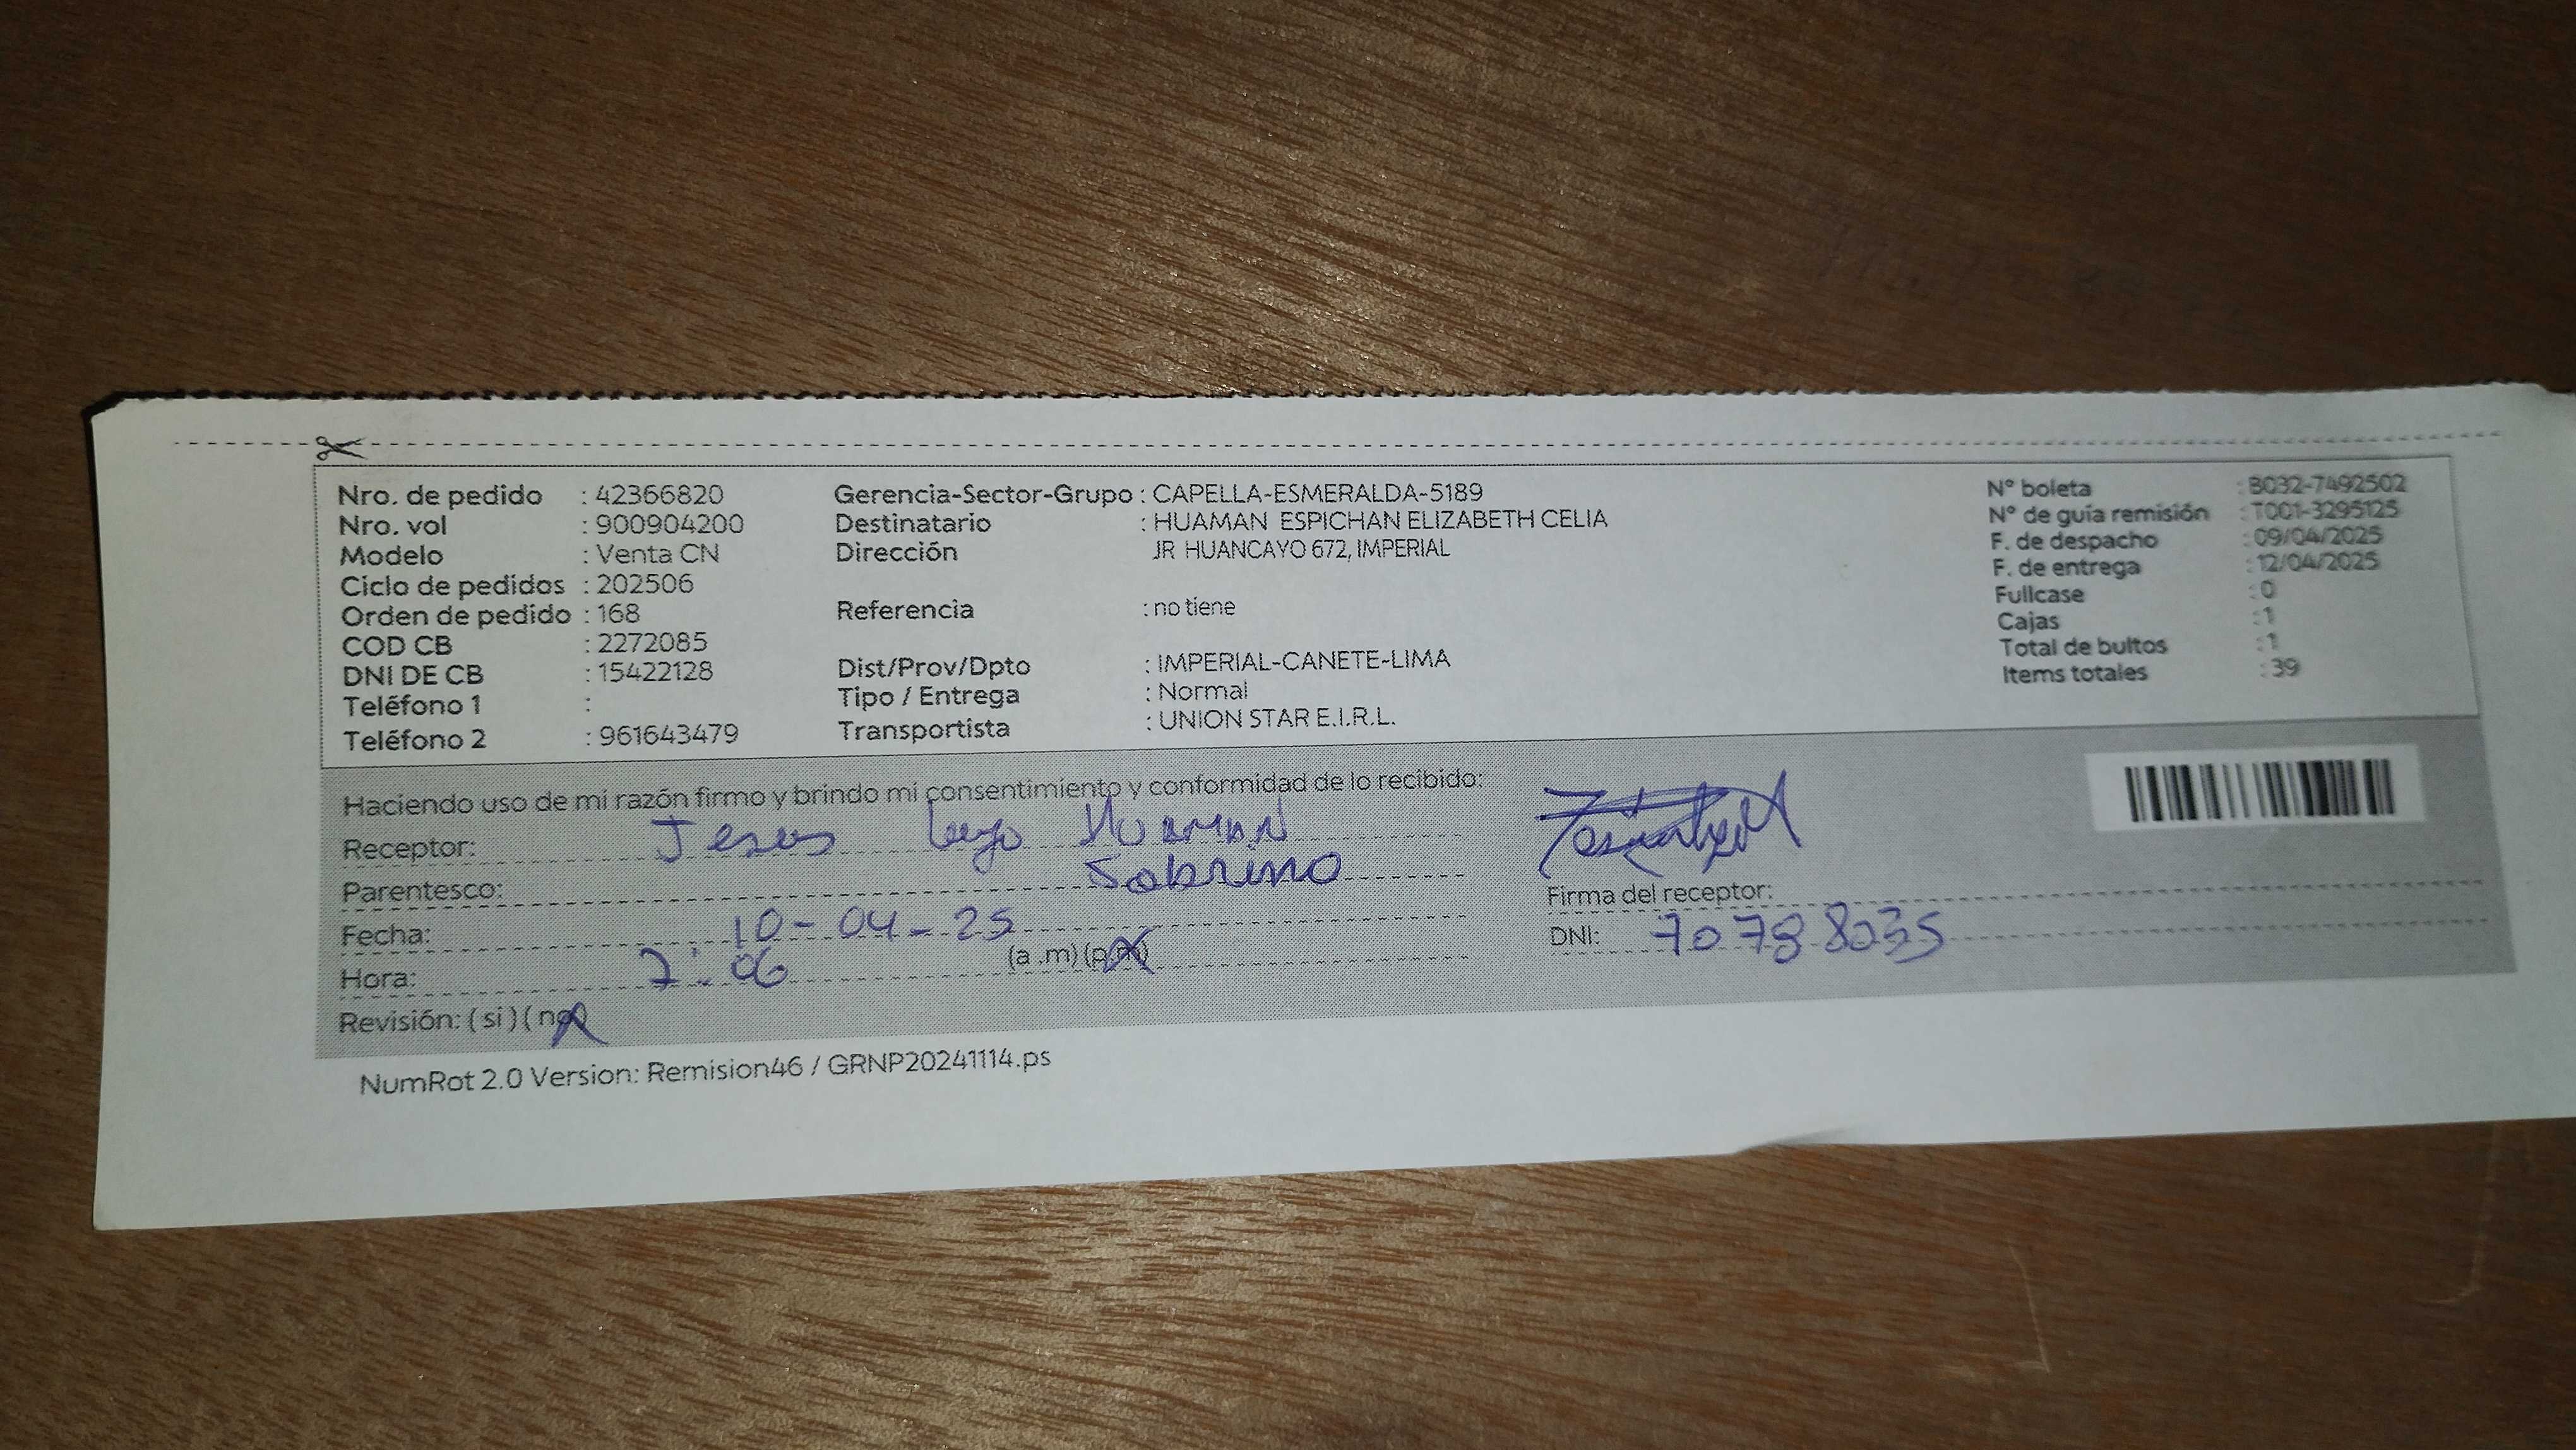 Nro. de pedido : 42366820
Nro. vol : 900904200
Modelo : Venta CN
Ciclo de pedidos : 202506
Orden de pedido : 168
COD CB : 2272085
DNI DE CB : 15422128
Teléfono 1 :
Teléfono 2 : 961643479
Gerencia-Sector-Grupo : CAPELLA-ESMERALDA-5189
Destinatario : HUAMAN ESPICHAN ELIZABETH CELIA
Dirección JR HUANCAYO 672, IMPERIAL
Referencia : no tiene
Dist/Prov/Dpto : IMPERIAL-CANETE-LIMA
Tipo / Entrega : Normal
Transportista : UNION STAR E.I.R.L.
N° boleta : B032-7492502
N° de guía remisión : T001-3295125
F. de despacho : 09/04/2025
F. de entrega : 12/04/2025
Fullcase : 0
Cajas : 1
Total de bultos : 1
Items totales : 39
Haciendo uso de mi razón firmo y brindo mi consentimiento y conformidad de lo recibido:
Receptor: Jesus HUAMAN
Parentesco: Sobrino
Fecha: 10-04-25
Hora: 7:06 (a.m) (p.m)
Revisión: ( si ) ( no )
Firma del receptor:
DNI: 70788035
NumRot 2.0 Version: Remision46 / GRNP20241114.ps